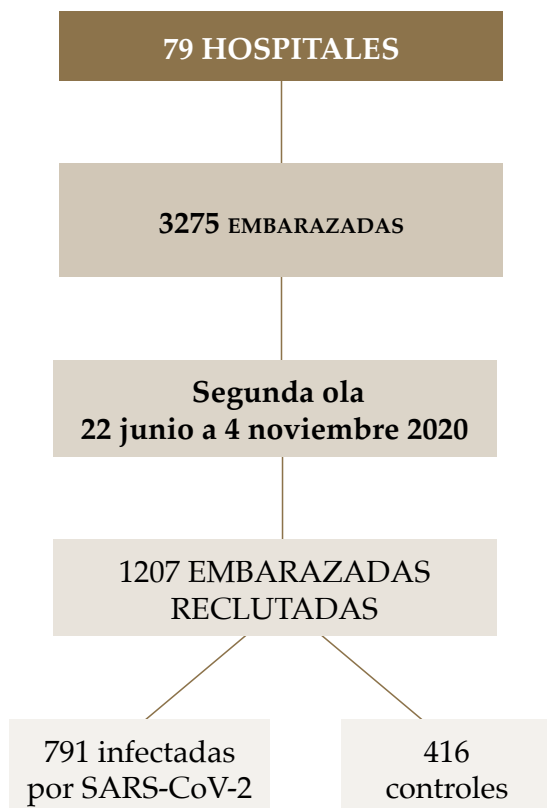 79 HOSPITALES
3275 EMBARAZADAS
Segunda ola
22 junio a 4 noviembre 2020
1207 EMBARAZADAS
RECLUTADAS
791 infectadas
por SARS-CoV-2
416
controles